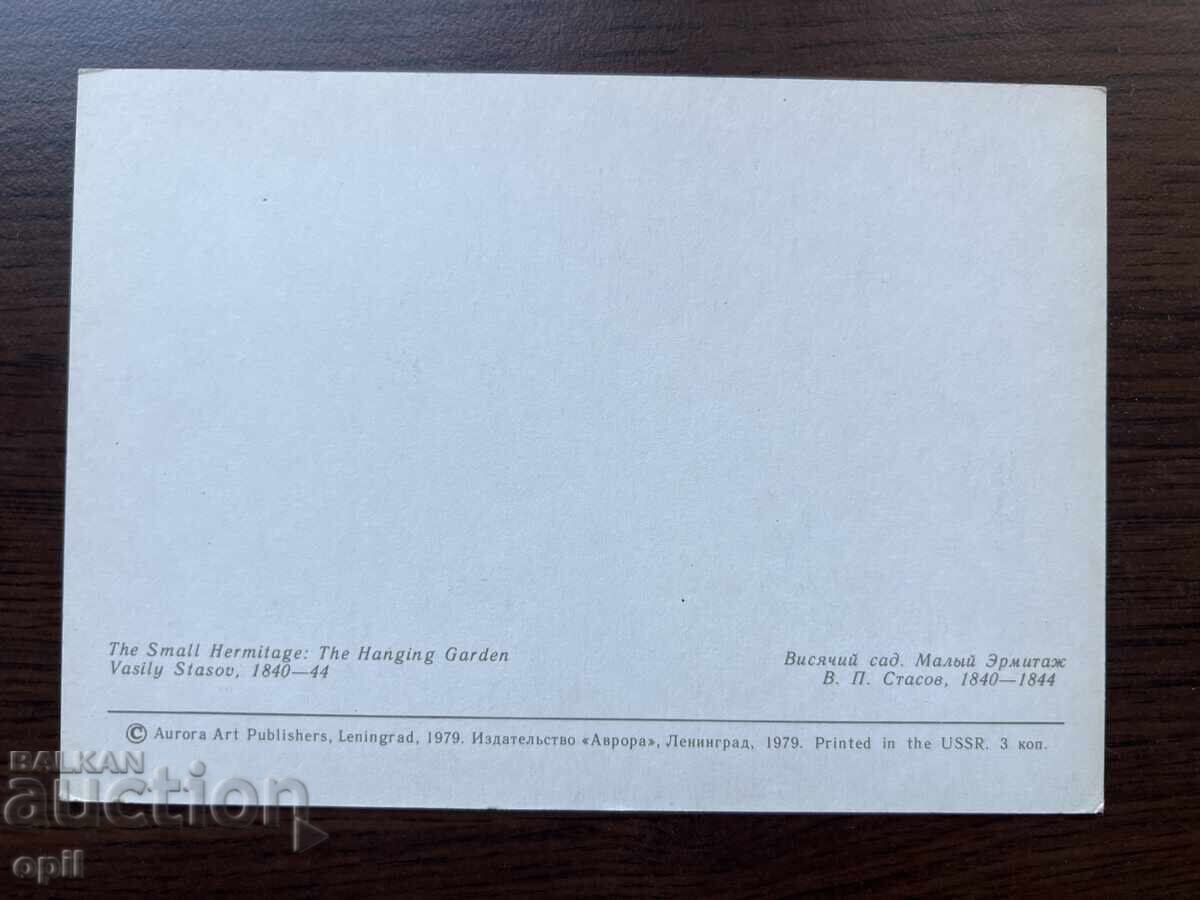 The Small Hermitage: The Hanging Garden
Vasily Stasov, 1840—44
Висячий сад. Малый Эрмитаж
В. П. Стасов, 1840—1844
© Aurora Art Publishers, Leningrad, 1979. Издательство «Аврора», Ленинград, 1979. Printed in the USSR. 3 коп.
BALKAN
auction
opil